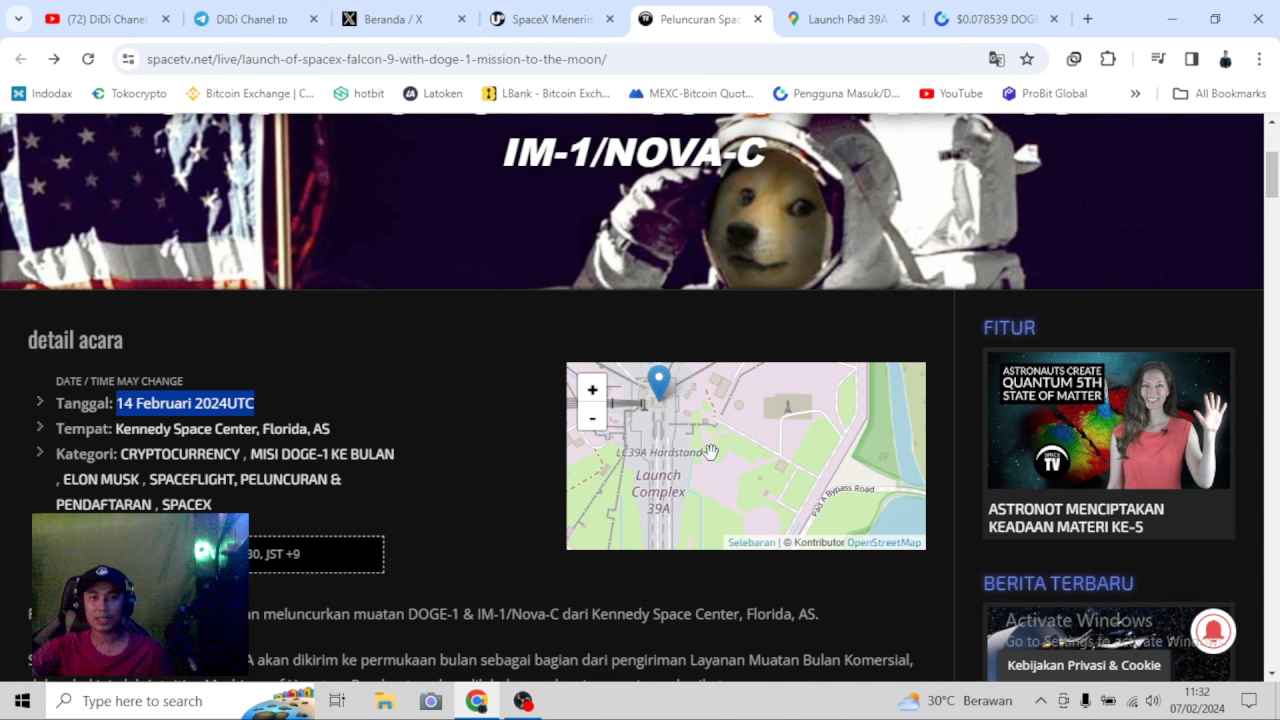 (72) DiDi Chanel
DiDi Chanel ID
Beranda / X
SpaceX Menerim
Peluncuran Spac
Launch Pad 39A
$0.078539 DOGE
spacetv.net/live/launch-of-spacex-falcon-9-with-doge-1-mission-to-the-moon/
Indodax
Tokocrypto
Bitcoin Exchange | C...
hotbit
Latoken
LBank - Bitcoin Exch...
MEXC-Bitcoin Quot...
Pengguna Masuk/D...
YouTube
ProBit Global
All Bookmarks
IM-1/NOVA-C
detail acara
DATE / TIME MAY CHANGE
Tanggal: 14 Februari 2024UTC
Tempat: Kennedy Space Center, Florida, AS
Kategori: CRYPTOCURRENCY , MISI DOGE-1 KE BULAN
, ELON MUSK , SPACEFLIGHT, PELUNCURAN &
PENDAFTARAN , SPACEX
30, JST +9
+
-
LC39A Hardstand
Launch
Complex
39A
Pad A Bypass Road
Selebaran | © Kontributor OpenStreetMap
an meluncurkan muatan DOGE-1 & IM-1/Nova-C dari Kennedy Space Center, Florida, AS.
A akan dikirim ke permukaan bulan sebagai bagian dari pengiriman Layanan Muatan Bulan Komersial,
FITUR
ASTRONAUTS CREATE
QUANTUM 5TH
STATE OF MATTER
SPACE
TV
ASTRONOT MENCIPTAKAN
KEADAAN MATERI KE-5
BERITA TERBARU
Activate Windows
Go to Settings to activate Windows.
Kebijakan Privasi & Cookie
Type here to search
30°C Berawan
11:32
07/02/2024